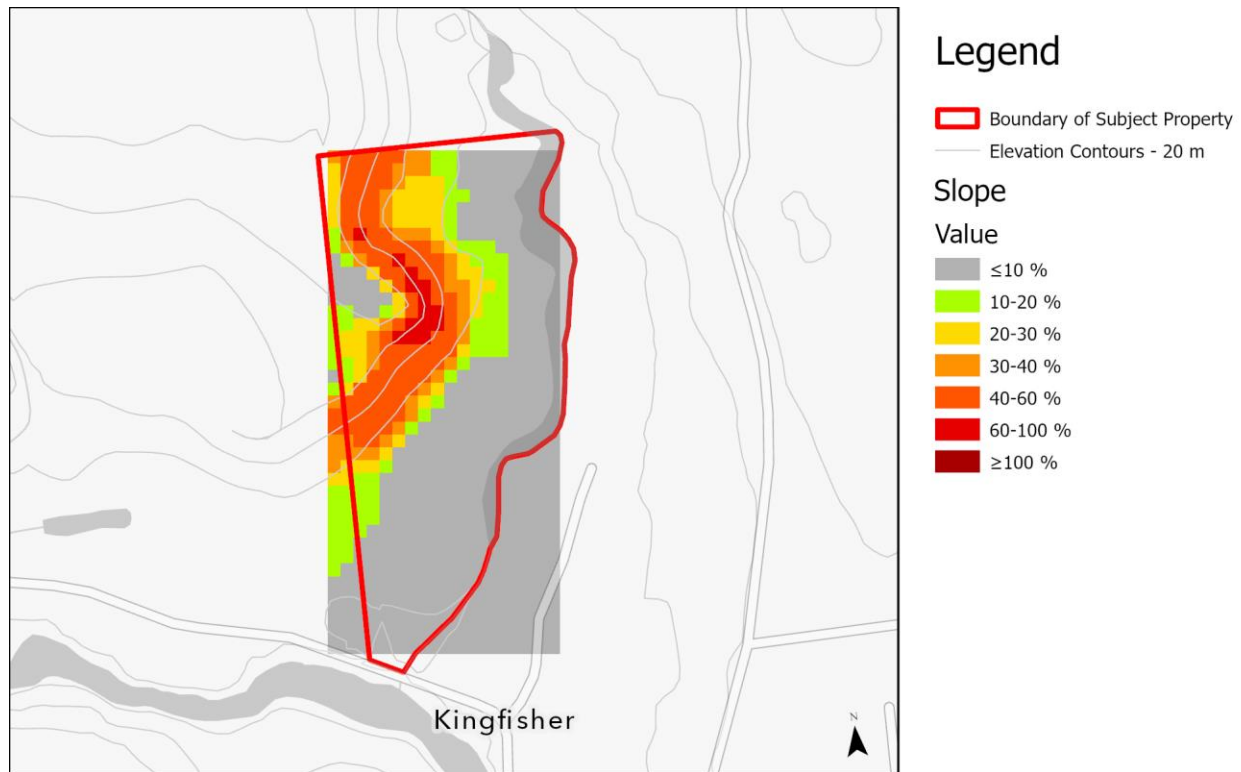 Legend
Boundary of Subject Property
Elevation Contours - 20 m
Slope
Value
≤10 %
10-20 %
20-30 %
30-40 %
40-60 %
60-100 %
≥100 %
Kingfisher
N